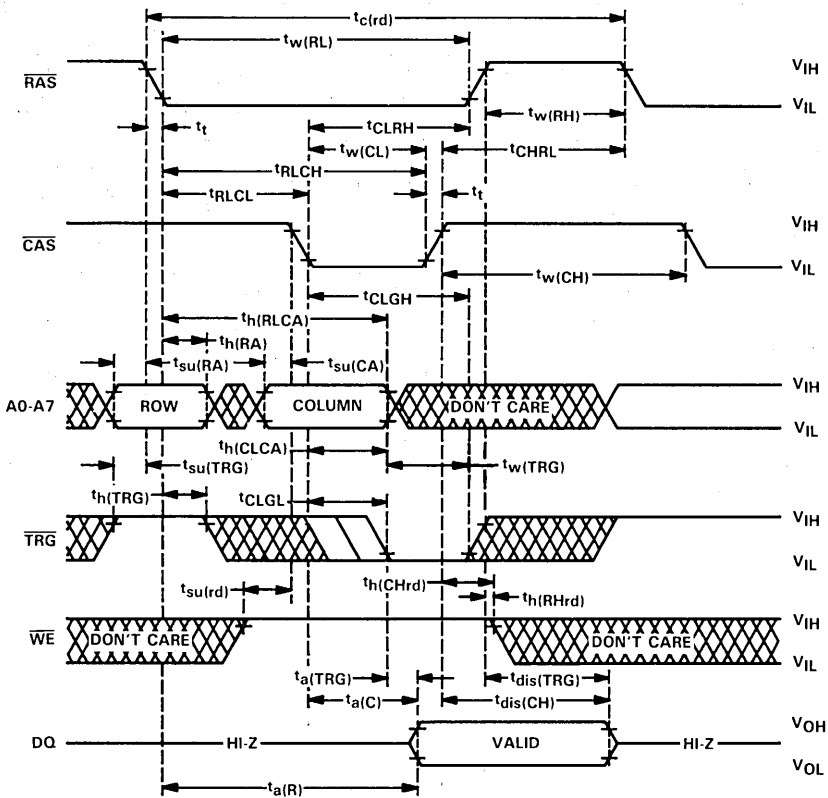 tc(rd)
tw(RL)
RAS VIH
VIL
tw(RH)
tt tCLRH
tw(CL) tCHRL
tRLCH
tRLCL tt
CAS VIH
VIL
tw(CH)
tCLGH
th(RLCA)
th(RA)
tsu(RA) tsu(CA)
A0-A7 ROW COLUMN DON'T CARE VIH
VIL
th(CLCA)
tsu(TRG) tw(TRG)
th(TRG) tCLGL
TRG VIH
VIL
tsu(rd) th(CHrd)
th(RHrd)
WE DON'T CARE DON'T CARE VIH
VIL
ta(TRG) tdis(TRG)
ta(C) tdis(CH)
DQ HI-Z VALID HI-Z VOH
VOL
ta(R)